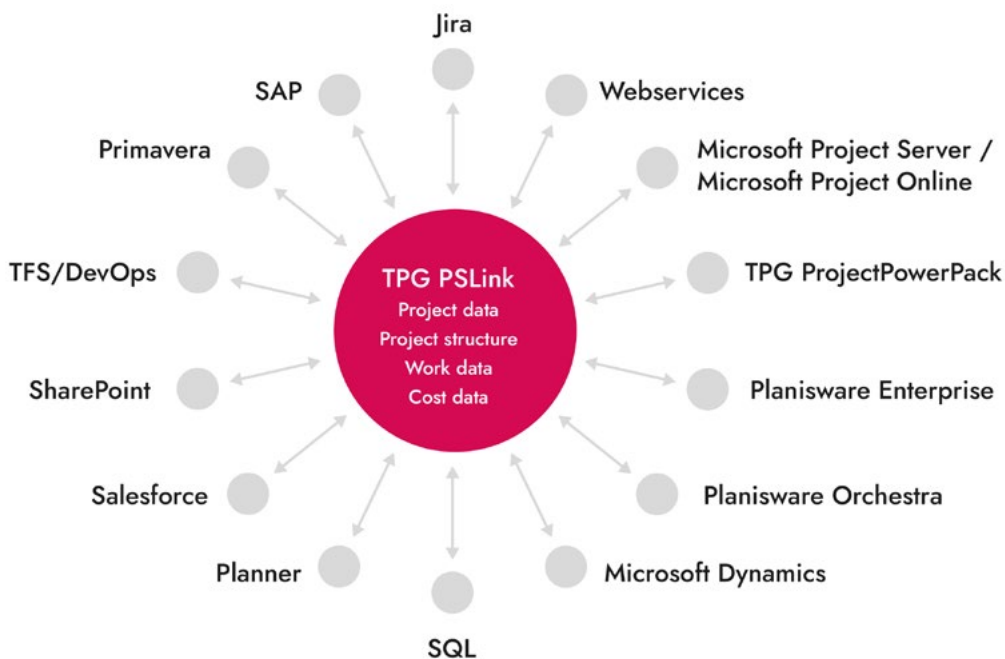 Jira
SAP
Webservices
Primavera
Microsoft Project Server /
Microsoft Project Online
TFS/DevOps
TPG PSLink
Project data
Project structure
Work data
Cost data
TPG ProjectPowerPack
SharePoint
Planisware Enterprise
Salesforce
Planisware Orchestra
Planner
Microsoft Dynamics
SQL